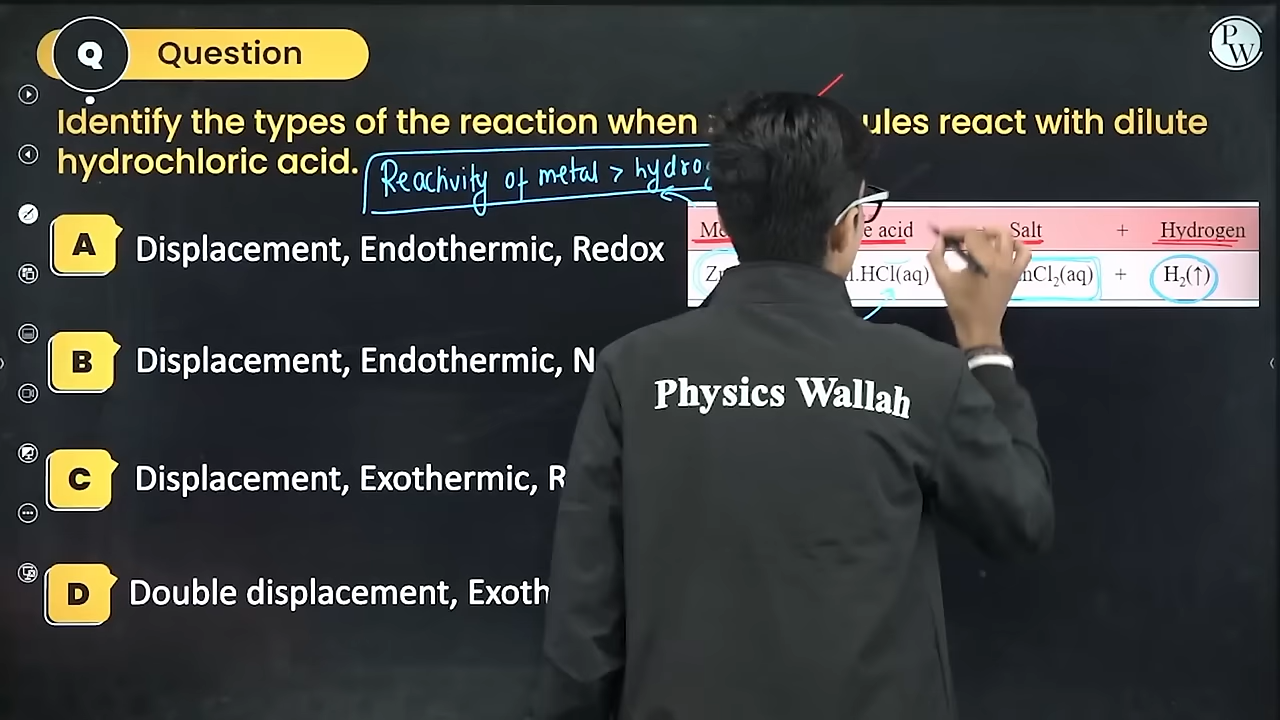 Q
Question
P
W
Identify the types of the reaction when ules react with dilute
hydrochloric acid.
Reactivity of metal > hydrog
A
Displacement, Endothermic, Redox
acid Salt + Hydrogen
HCl(aq) nCl₂(aq) + H₂(↑)
B
Displacement, Endothermic, N
Physics Wallah
C
Displacement, Exothermic, R
D
Double displacement, Exoth